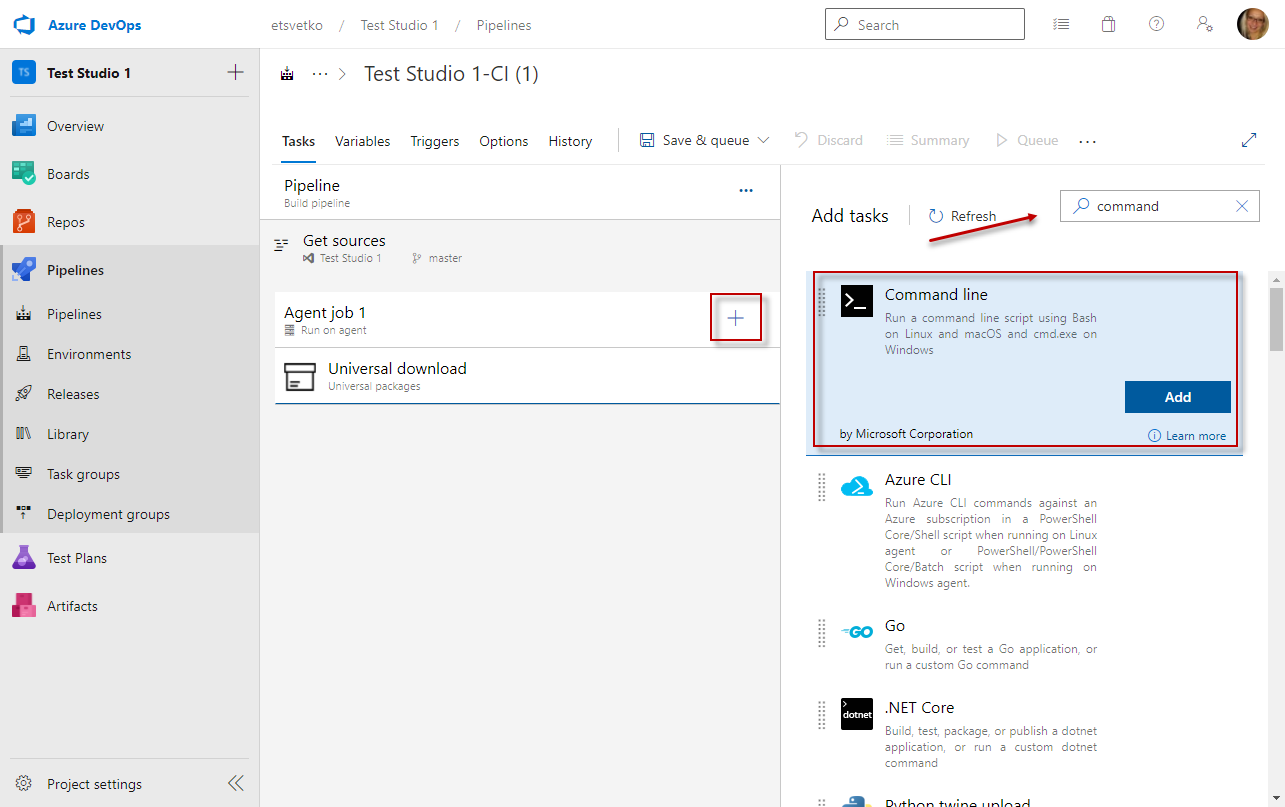 Azure DevOps
etsvetko / Test Studio 1 / Pipelines
Search
TS
Test Studio 1
Overview
Boards
Repos
Pipelines
Pipelines
Environments
Releases
Library
Task groups
Deployment groups
Test Plans
Artifacts
Project settings
Test Studio 1-CI (1)
Tasks
Variables
Triggers
Options
History
Save & queue
Discard
Summary
Queue
Pipeline
Build pipeline
Get sources
Test Studio 1
master
Agent job 1
Run on agent
Universal download
Universal packages
Add tasks
Refresh
command
Command line
Run a command line script using Bash
on Linux and macOS and cmd.exe on
Windows
Add
by Microsoft Corporation
Learn more
Azure CLI
Run Azure CLI commands against an
Azure subscription in a PowerShell
Core/Shell script when running on Linux
agent or PowerShell/PowerShell
Core/Batch script when running on
Windows agent.
GO
Go
Get, build, or test a Go application, or
run a custom Go command
dotnet
.NET Core
Build, test, package, or publish a dotnet
application, or run a custom dotnet
command
Python twine upload